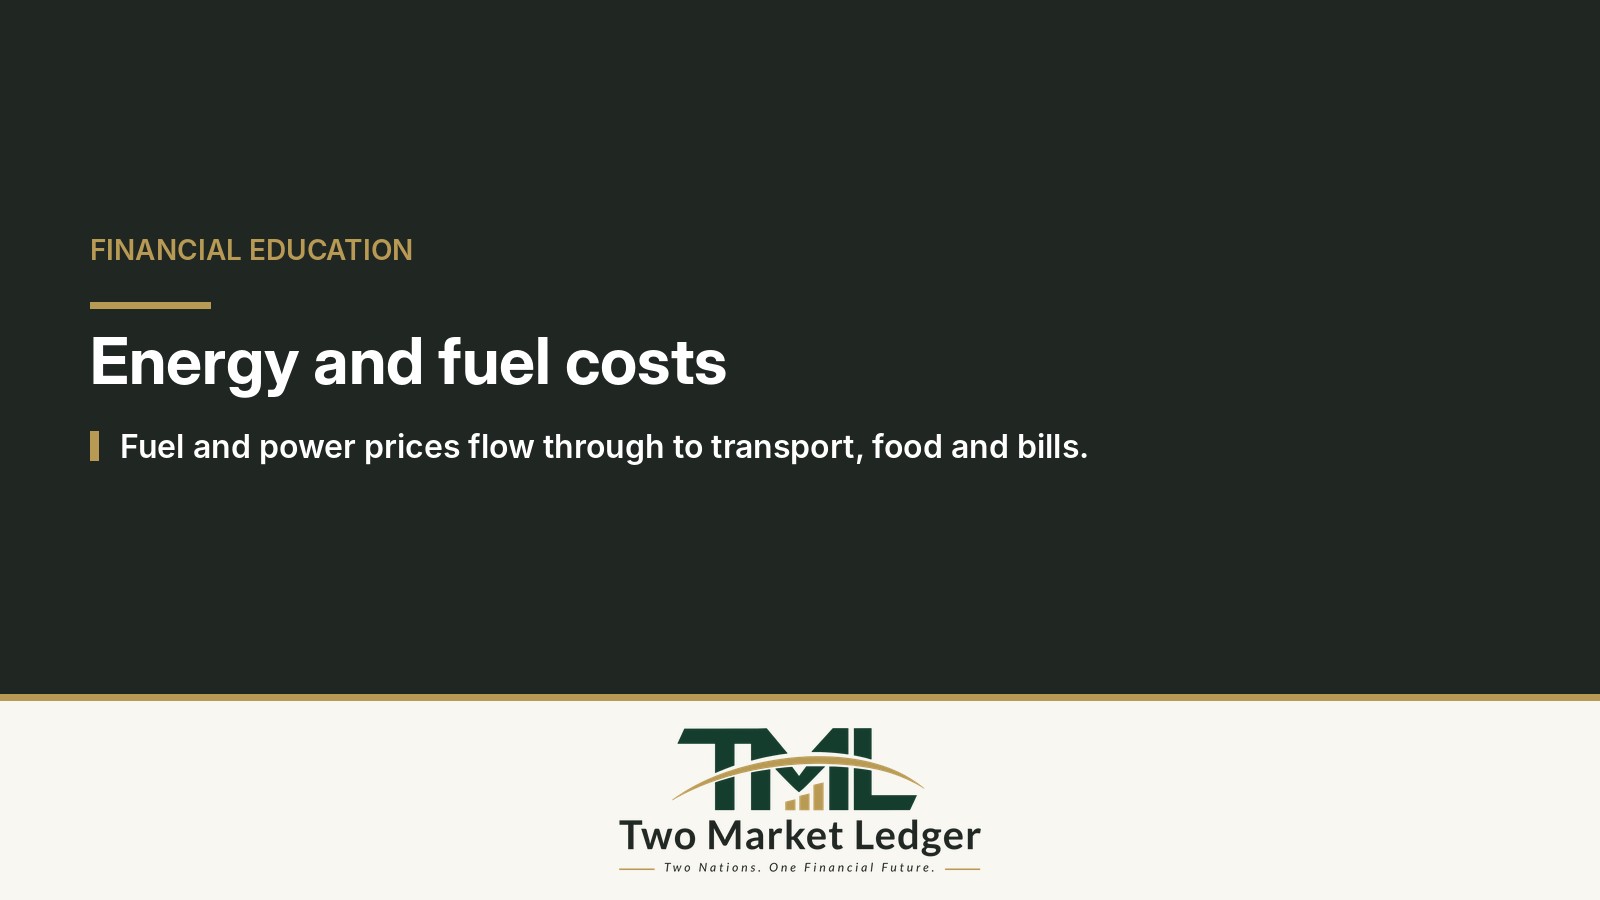 FINANCIAL EDUCATION
Energy and fuel costs
Fuel and power prices flow through to transport, food and bills.
TML
Two Market Ledger
Two Nations. One Financial Future.